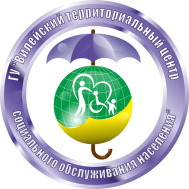 ГУ "Вилейский территориальный центр
социального обслуживания населения"